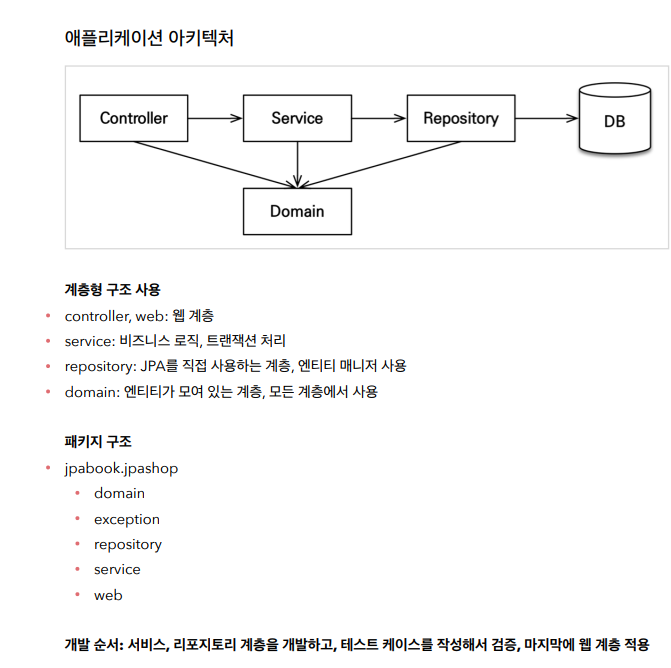 애플리케이션 아키텍처
Controller
Service
Repository
DB
Domain
계층형 구조 사용
• controller, web: 웹 계층
• service: 비즈니스 로직, 트랜잭션 처리
• repository: JPA를 직접 사용하는 계층, 엔티티 매니저 사용
• domain: 엔티티가 모여 있는 계층, 모든 계층에서 사용
패키지 구조
• jpabook.jpashop
• domain
• exception
• repository
• service
• web
개발 순서: 서비스, 리포지토리 계층을 개발하고, 테스트 케이스를 작성해서 검증, 마지막에 웹 계층 적용